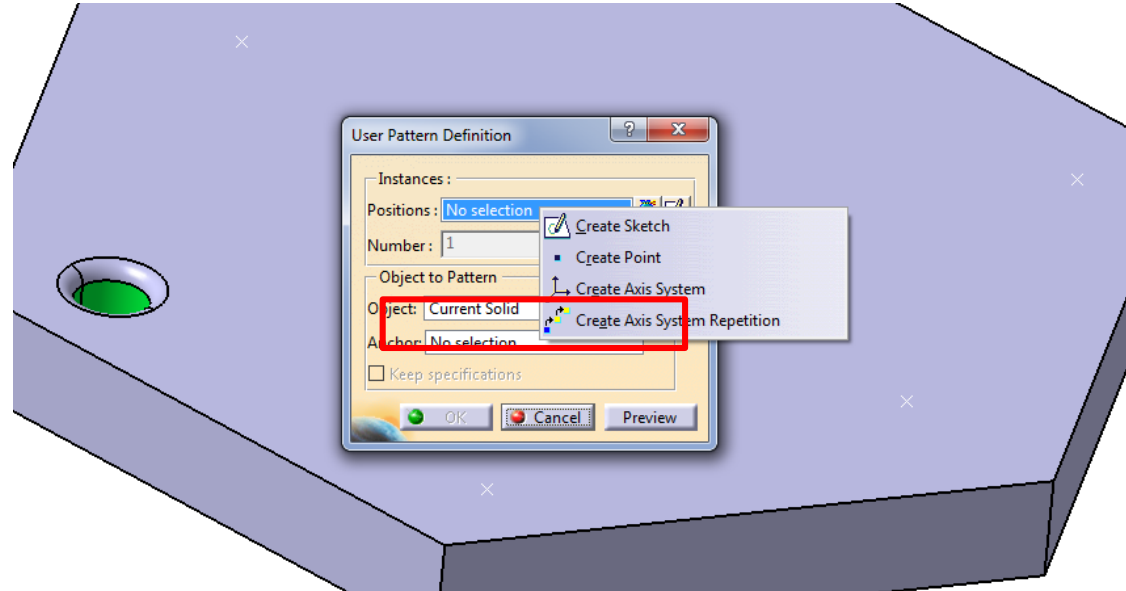 User Pattern Definition
Instances :
Positions : No selection
Create Sketch
Number : 1
Create Point
Object to Pattern
Create Axis System
Object: Current Solid
Create Axis System Repetition
Anchor: No selection
Keep specifications
OK Cancel Preview